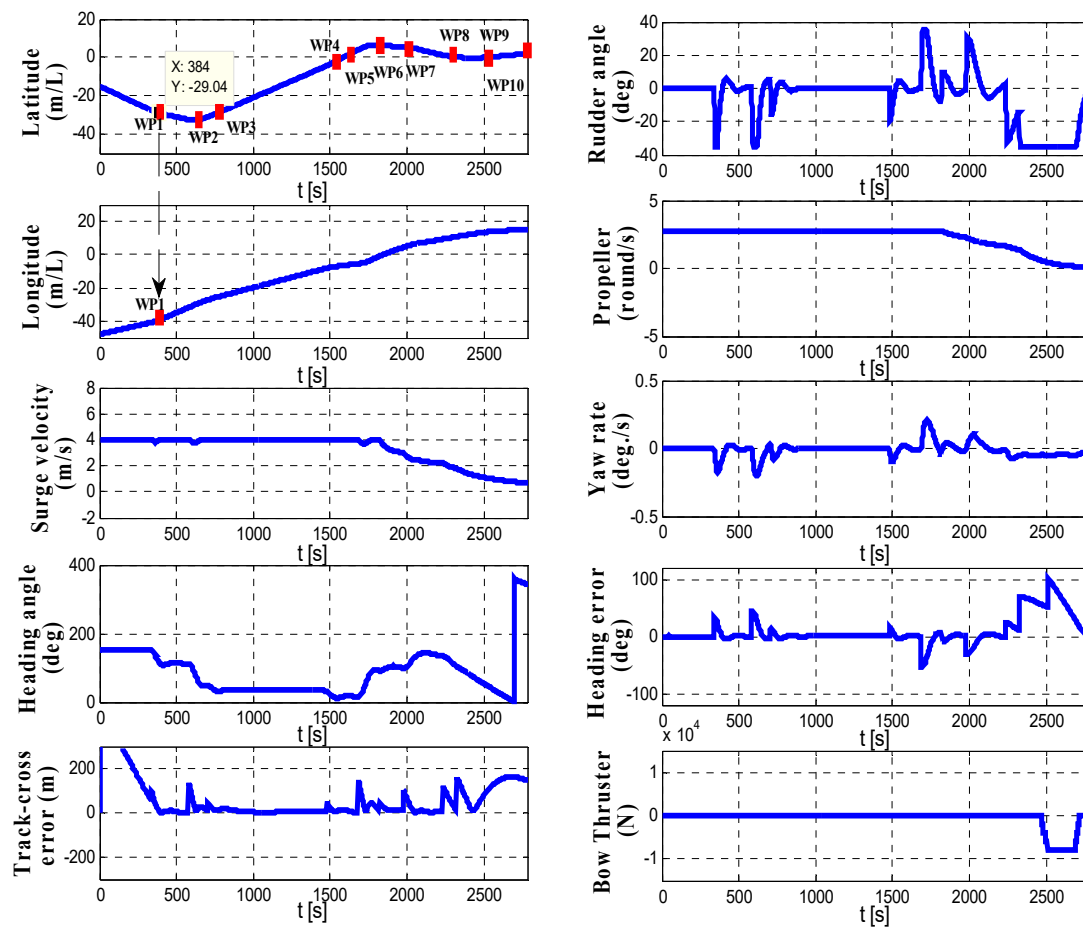 Latitude
(m/L)
20
0
-20
-40
X: 384
Y: -29.04
WP1
WP2
WP3
WP4
WP5
WP6
WP7
WP8
WP9
WP10
0 500 1000 1500 2000 2500
t [s]
Longitude
(m/L)
20
0
-20
-40
WP1
0 500 1000 1500 2000 2500
t [s]
Surge velocity
(m/s)
8
6
4
2
0
-2
0 500 1000 1500 2000 2500
t [s]
Heading angle
(deg)
400
200
0
0 500 1000 1500 2000 2500
t [s]
Track-cross
error (m)
200
0
-200
0 500 1000 1500 2000 2500
t [s]
Rudder angle
(deg)
40
20
0
-20
-40
0 500 1000 1500 2000 2500
t [s]
Propeller
(round/s)
5
0
-5
0 500 1000 1500 2000 2500
t [s]
Yaw rate
(deg./s)
0.5
0
-0.5
0 500 1000 1500 2000 2500
t [s]
Heading error
(deg)
100
0
-100
0 500 1000 1500 2000 2500
t [s]
Bow Thruster
(N)
x 10^4
1
0
-1
0 500 1000 1500 2000 2500
t [s]